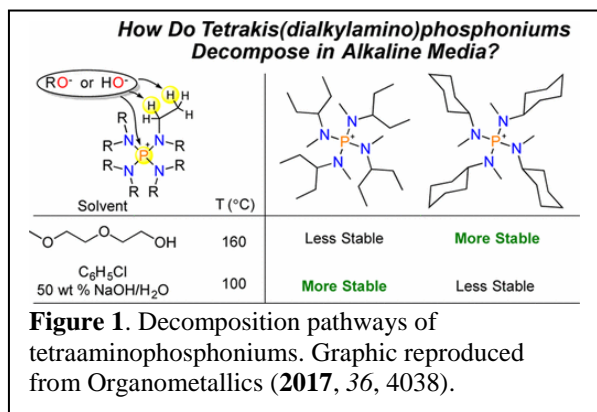 How Do Tetrakis(dialkylamino)phosphoniums
Decompose in Alkaline Media?
RO⁻ or HO⁻
H
H
H
H
R N N R
P⁺
R N N R
R R
Solvent T (°C)
N N
P⁺
N N
N N
P⁺
N N
O O OH 160 Less Stable More Stable
C₆H₅Cl
50 wt % NaOH/H₂O 100 More Stable Less Stable
Figure 1. Decomposition pathways of
tetraaminophosphoniums. Graphic reproduced
from Organometallics (2017, 36, 4038).